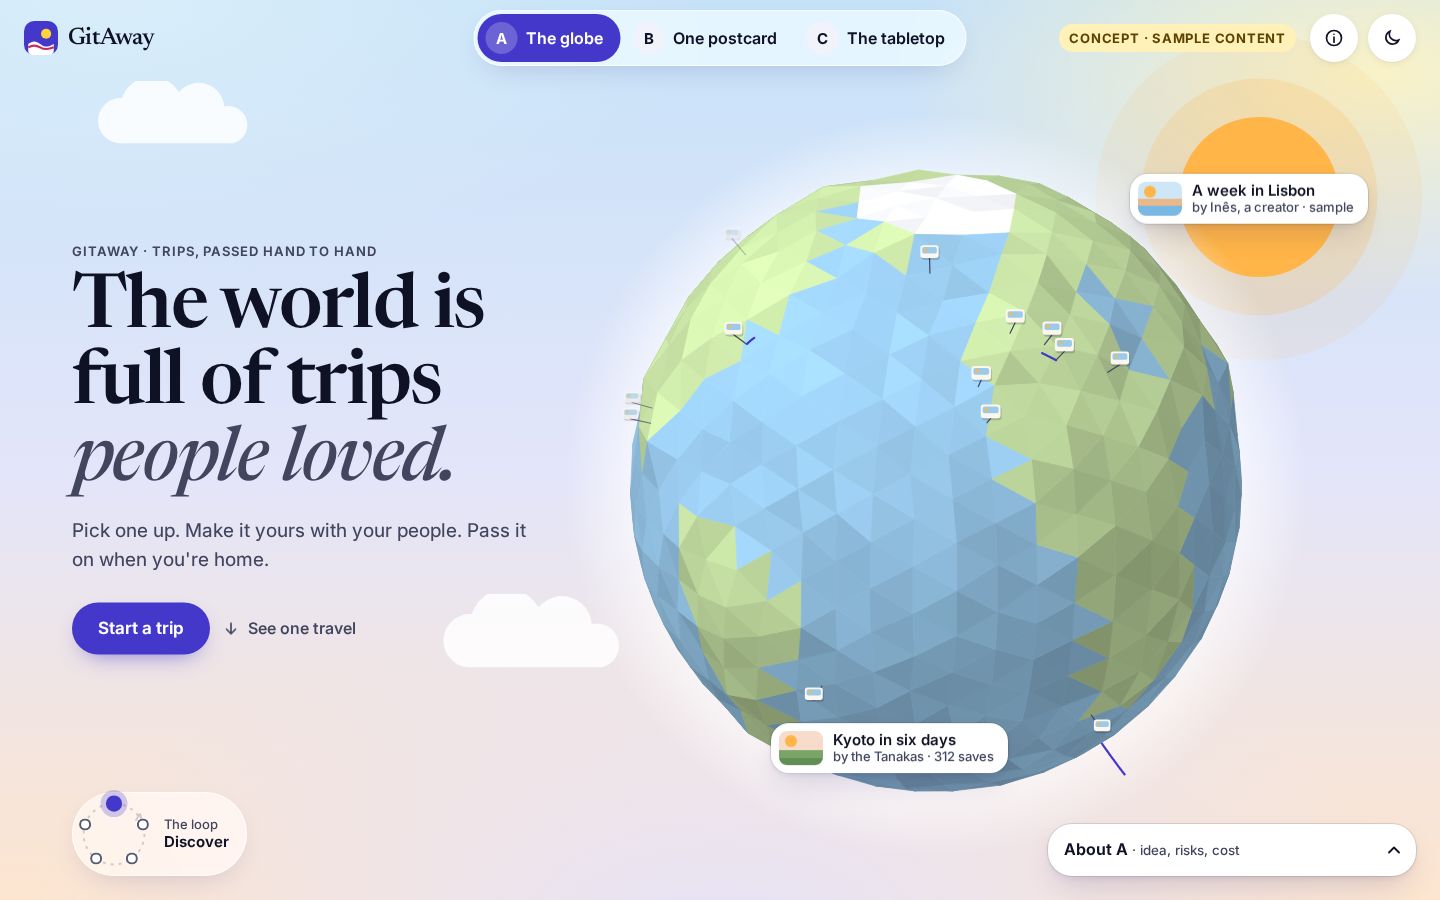 GitAway
A The globe
B One postcard
C The tabletop
CONCEPT · SAMPLE CONTENT
A week in Lisbon
by Inês, a creator · sample
GITAWAY · TRIPS, PASSED HAND TO HAND
The world is
full of trips
people loved.
Pick one up. Make it yours with your people. Pass it
on when you're home.
Start a trip
See one travel
Kyoto in six days
by the Tanakas · 312 saves
The loop
Discover
About A · idea, risks, cost